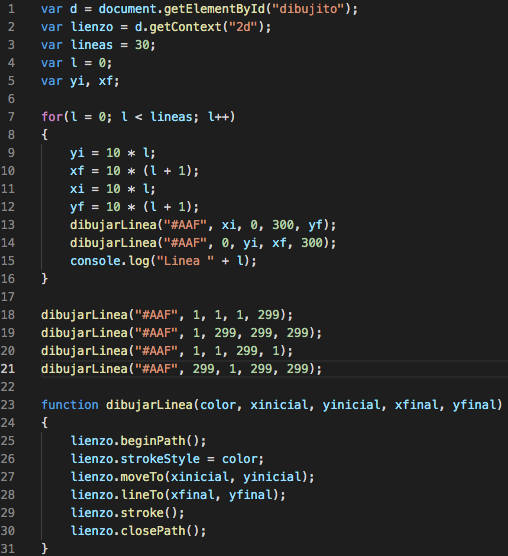 1 var d = document.getElementById("dibujito");
2 var lienzo = d.getContext("2d");
3 var lineas = 30;
4 var l = 0;
5 var yi, xf;
6
7 for(l = 0; l < lineas; l++)
8 {
9     yi = 10 * l;
10     xf = 10 * (l + 1);
11     xi = 10 * l;
12     yf = 10 * (l + 1);
13     dibujarLinea("#AAF", xi, 0, 300, yf);
14     dibujarLinea("#AAF", 0, yi, xf, 300);
15     console.log("Linea " + l);
16 }
17
18 dibujarLinea("#AAF", 1, 1, 1, 299);
19 dibujarLinea("#AAF", 1, 299, 299, 299);
20 dibujarLinea("#AAF", 1, 1, 299, 1);
21 dibujarLinea("#AAF", 299, 1, 299, 299);
22
23 function dibujarLinea(color, xinicial, yinicial, xfinal, yfinal)
24 {
25     lienzo.beginPath();
26     lienzo.strokeStyle = color;
27     lienzo.moveTo(xinicial, yinicial);
28     lienzo.lineTo(xfinal, yfinal);
29     lienzo.stroke();
30     lienzo.closePath();
31 }